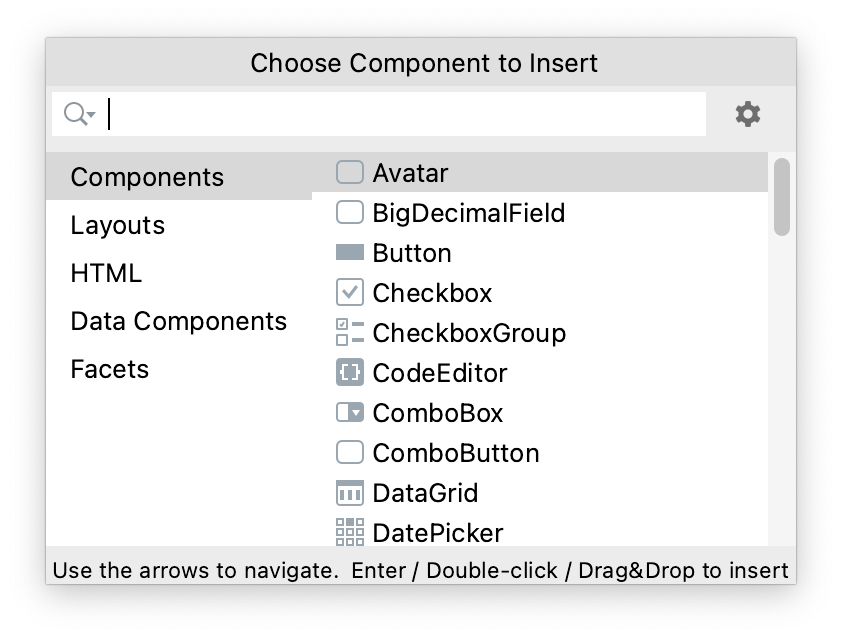 Choose Component to Insert
Components
Layouts
HTML
Data Components
Facets
Avatar
BigDecimalField
Button
Checkbox
CheckboxGroup
CodeEditor
ComboBox
ComboButton
DataGrid
DatePicker
Use the arrows to navigate.  Enter / Double-click / Drag&Drop to insert